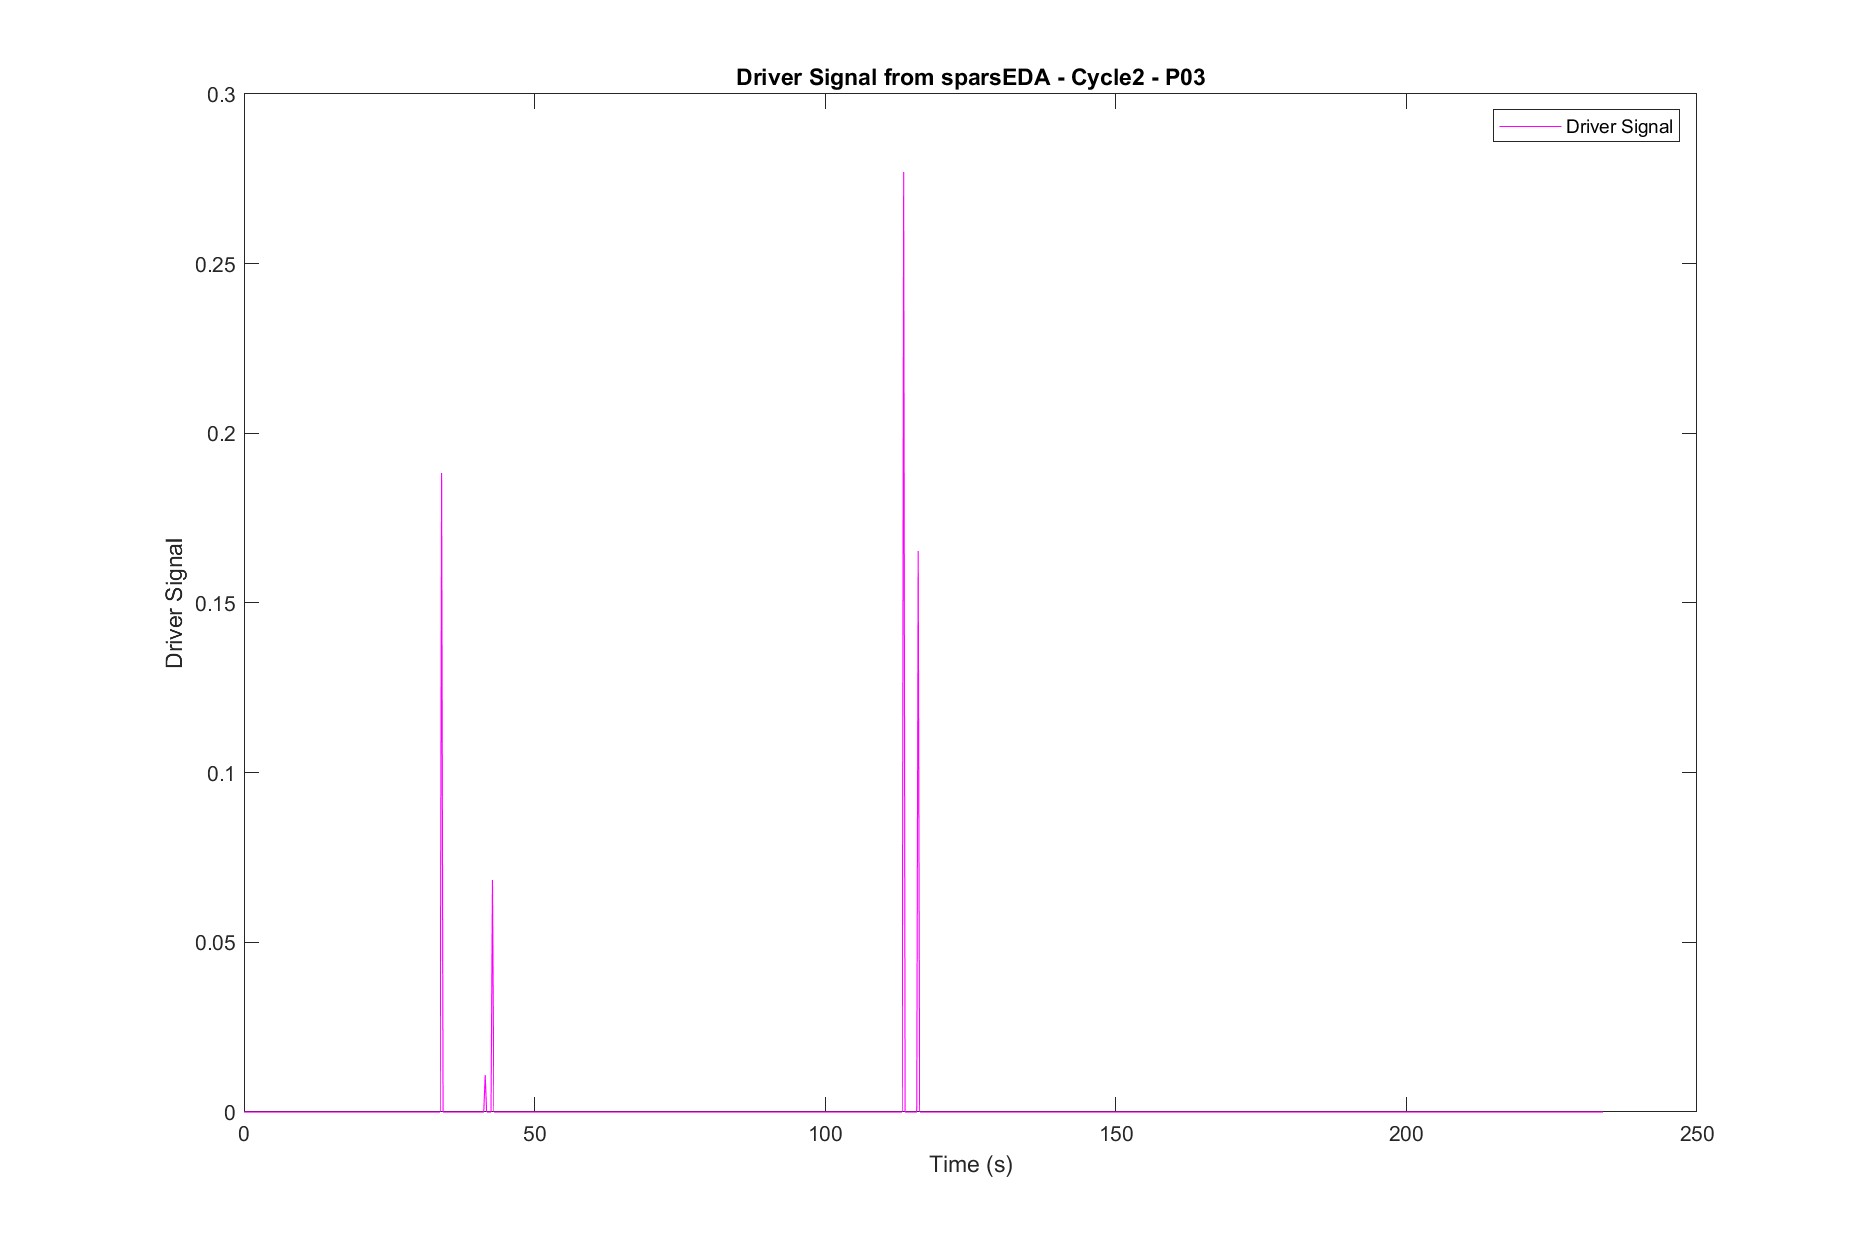 Driver Signal from sparsEDA - Cycle2 - P03
Driver Signal
0.3
0.25
0.2
0.15
0.1
0.05
0
Driver Signal
0 50 100 150 200 250
Time (s)